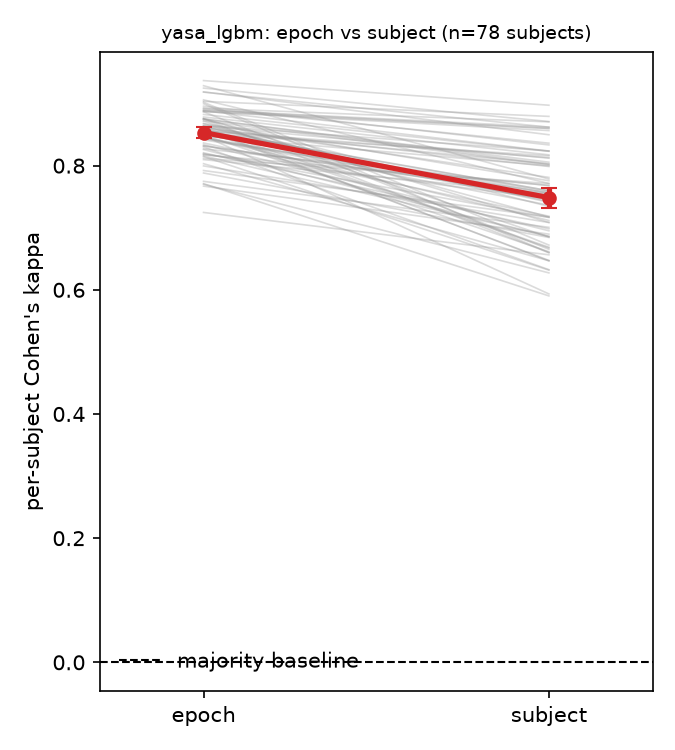 yasa_lgbm: epoch vs subject (n=78 subjects)
per-subject Cohen's kappa
0.8
0.6
0.4
0.2
0.0
majority baseline
epoch subject